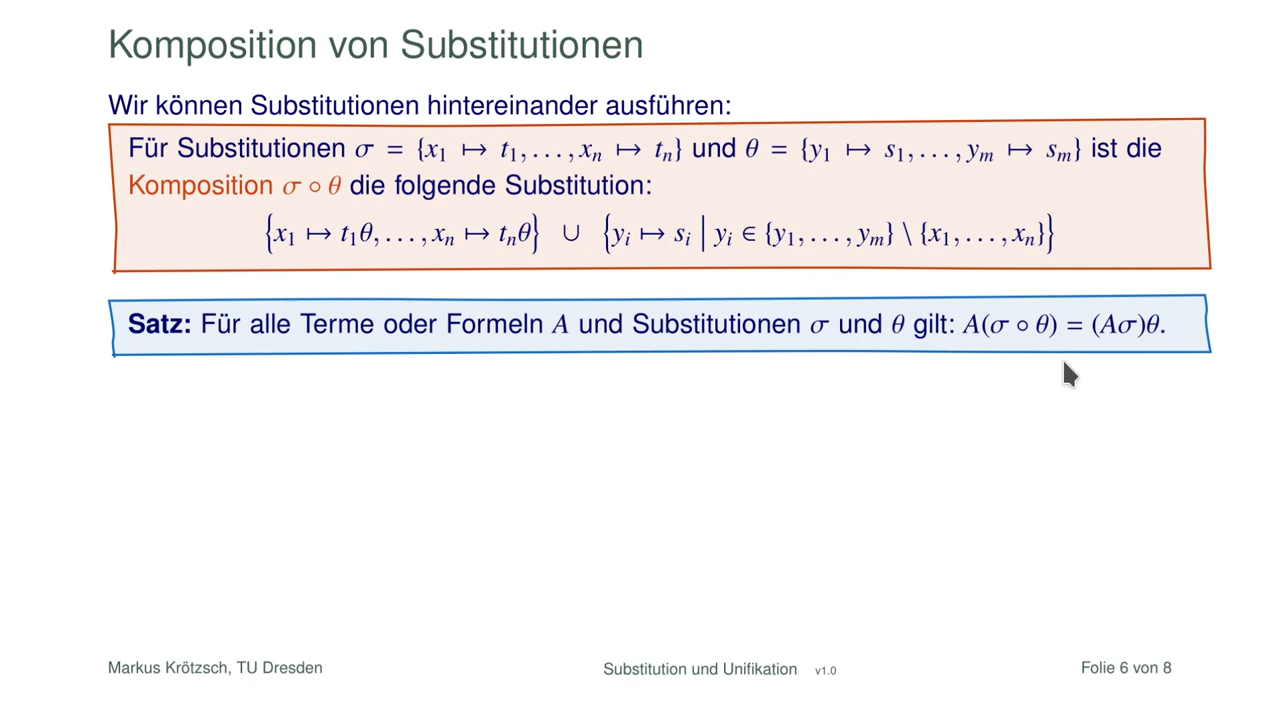 Komposition von Substitutionen
Wir können Substitutionen hintereinander ausführen:
Für Substitutionen σ = {x₁ ↦ t₁, . . . , xₙ ↦ tₙ} und θ = {y₁ ↦ s₁, . . . , yₘ ↦ sₘ} ist die
Komposition σ ∘ θ die folgende Substitution:
{x₁ ↦ t₁θ, . . . , xₙ ↦ tₙθ} ∪ {yᵢ ↦ sᵢ | yᵢ ∈ {y₁, . . . , yₘ} \ {x₁, . . . , xₙ}}
Satz: Für alle Terme oder Formeln A und Substitutionen σ und θ gilt: A(σ ∘ θ) = (Aσ)θ.
Markus Krötzsch, TU Dresden Substitution und Unifikation v1.0 Folie 6 von 8